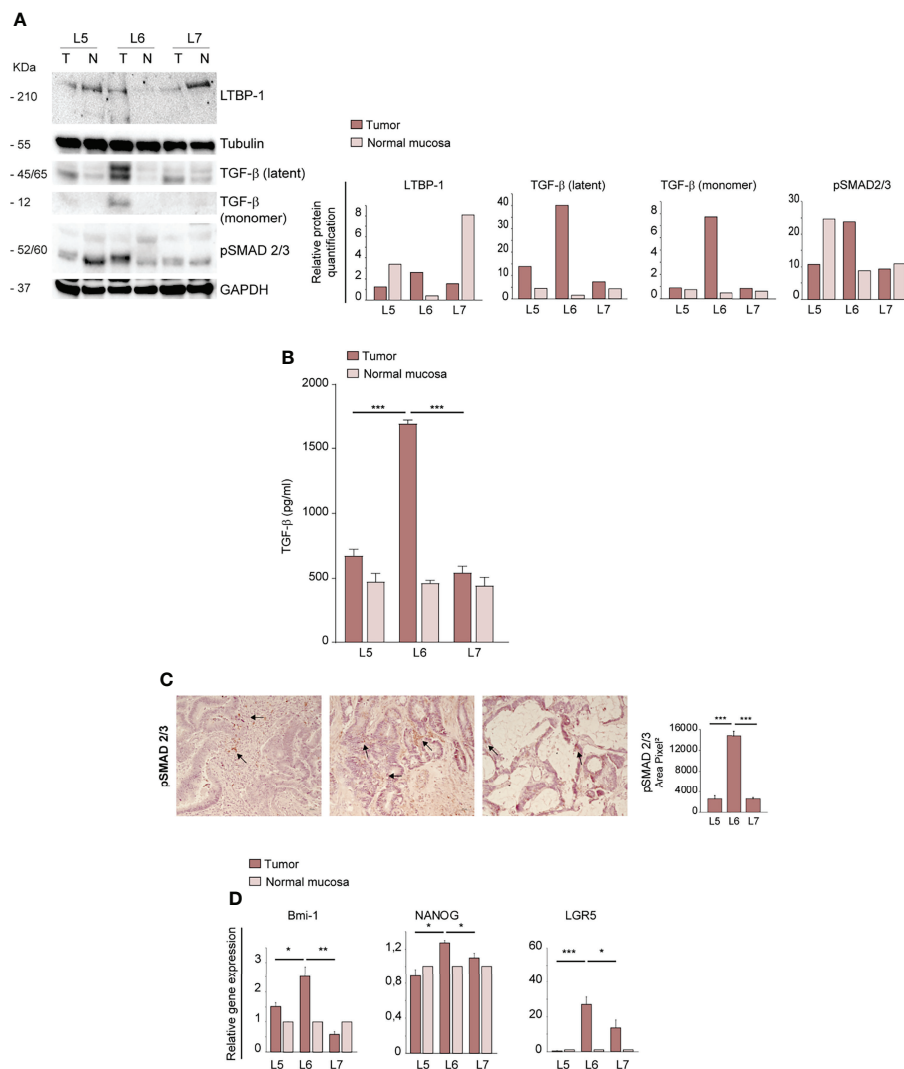 A
L5 L6 L7
KDa T N T N T N
- 210 LTBP-1
- 55 Tubulin
- 45/65 TGF-β (latent)
- 12 TGF-β
(monomer)
- 52/60 pSMAD 2/3
- 37 GAPDH
Tumor
Normal mucosa
Relative protein
quantification
LTBP-1
8
6
4
2
0
L5 L6 L7
TGF-β (latent)
40
30
20
10
0
L5 L6 L7
TGF-β (monomer)
8
6
4
2
0
L5 L6 L7
pSMAD2/3
30
20
10
0
L5 L6 L7
B
Tumor
Normal mucosa
TGF-β (pg/ml)
2000
1500
1000
500
0
*** ***
L5 L6 L7
C
pSMAD 2/3
pSMAD 2/3
Area Pixel²
16000
12000
8000
4000
0
*** ***
L5 L6 L7
Tumor
Normal mucosa
D
Relative gene expression
Bmi-1
3
2
1
0
* **
L5 L6 L7
NANOG
1,2
0,8
0,4
0
* *
L5 L6 L7
LGR5
60
40
20
0
*** *
L5 L6 L7